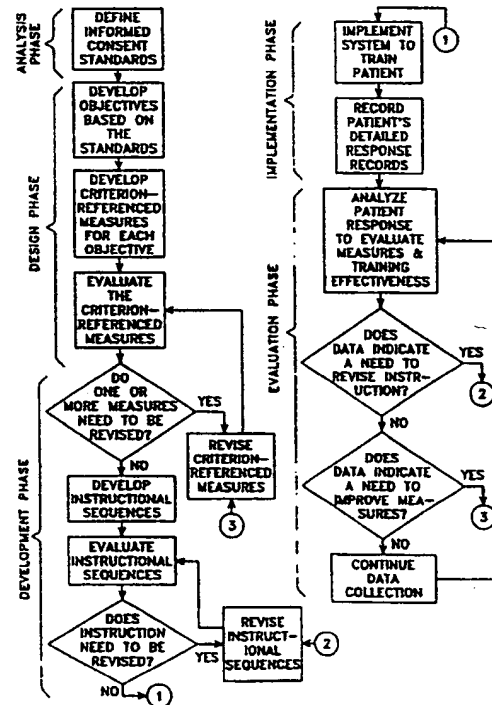 ANALYSIS PHASE
DEFINE
INFORMED
CONSENT
STANDARDS
DESIGN PHASE
DEVELOP
OBJECTIVES
BASED ON
THE
STANDARDS
DEVELOP
CRITERION—
REFERENCED
MEASURES
FOR EACH
OBJECTIVE
EVALUATE
THE
CRITERION—
REFERENCED
MEASURES
DEVELOPMENT PHASE
DO
ONE OR
MORE MEASURES
NEED TO BE
REVISED?
YES
REVISE
CRITERION—
REFERENCED
MEASURES
3
NO
DEVELOP
INSTRUCTIONAL
SEQUENCES
EVALUATE
INSTRUCTIONAL
SEQUENCES
DOES
INSTRUCTION
NEED TO BE
REVISED?
YES
REVISE
INSTRUCT—
IONAL
SEQUENCES
2
NO
1
IMPLEMENTATION PHASE
1
IMPLEMENT
SYSTEM TO
TRAIN
PATIENT
RECORD
PATIENT'S
DETAILED
RESPONSE
RECORDS
EVALUATION PHASE
ANALYZE
PATIENT
RESPONSE
TO EVALUATE
MEASURES &
TRAINING
EFFECTIVENESS
DOES
DATA INDICATE
A NEED TO
REVISE INSTR—
UCTION?
YES
2
NO
DOES
DATA INDICATE
A NEED TO
IMPROVE MEA—
SURES?
YES
3
NO
CONTINUE
DATA
COLLECTION